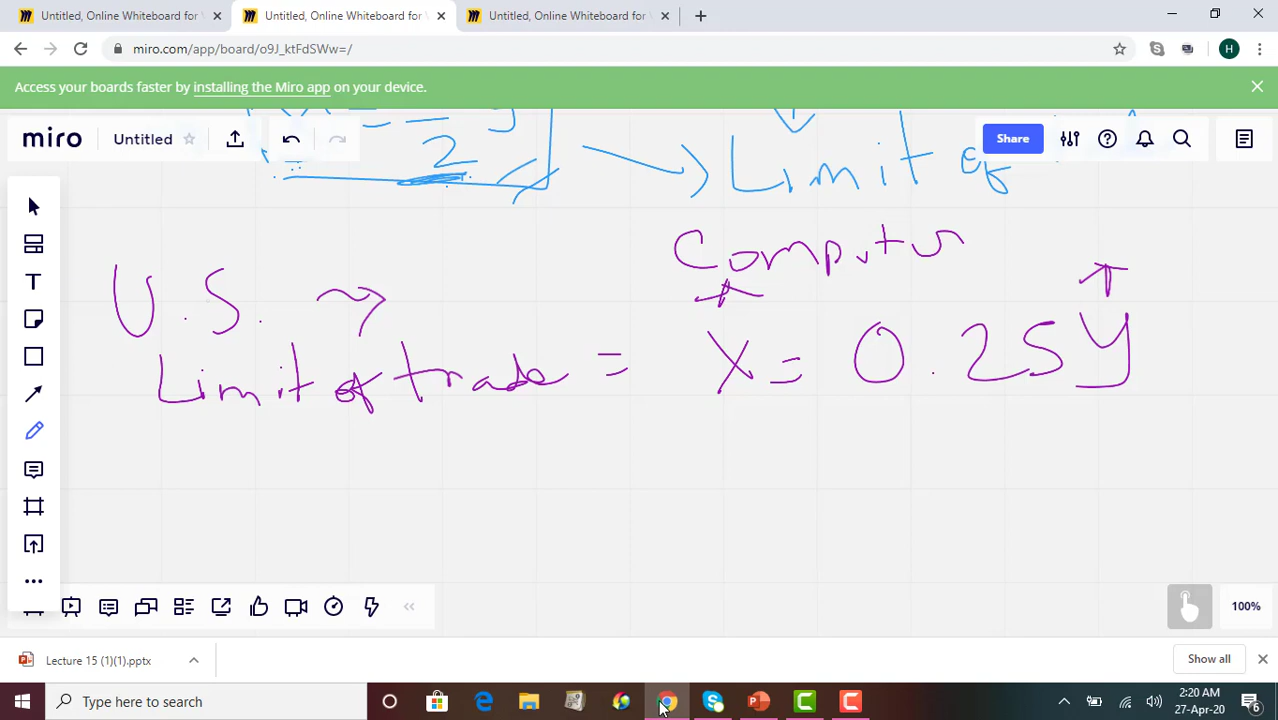 Untitled, Online Whiteboard for V
Untitled, Online Whiteboard for V
Untitled, Online Whiteboard for V
miro.com/app/board/o9J_ktFdSWw=/
H
Access your boards faster by installing the Miro app on your device.
miro Untitled Share
2 Limit of
Computer
U.S.
Limit of trade = X = 0.25 Y
T
100%
Lecture 15 (1)(1).pptx
Show all
Type here to search
2:20 AM
27-Apr-20
6